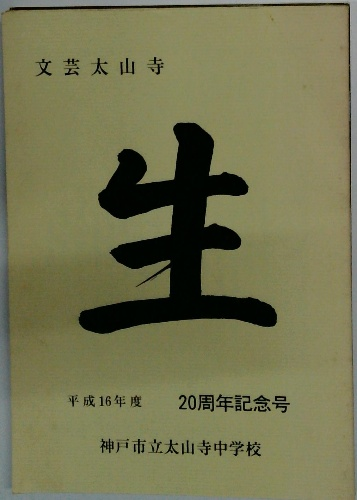 文芸太山寺
生
平成16年度 20周年記念号
神戸市立太山寺中学校